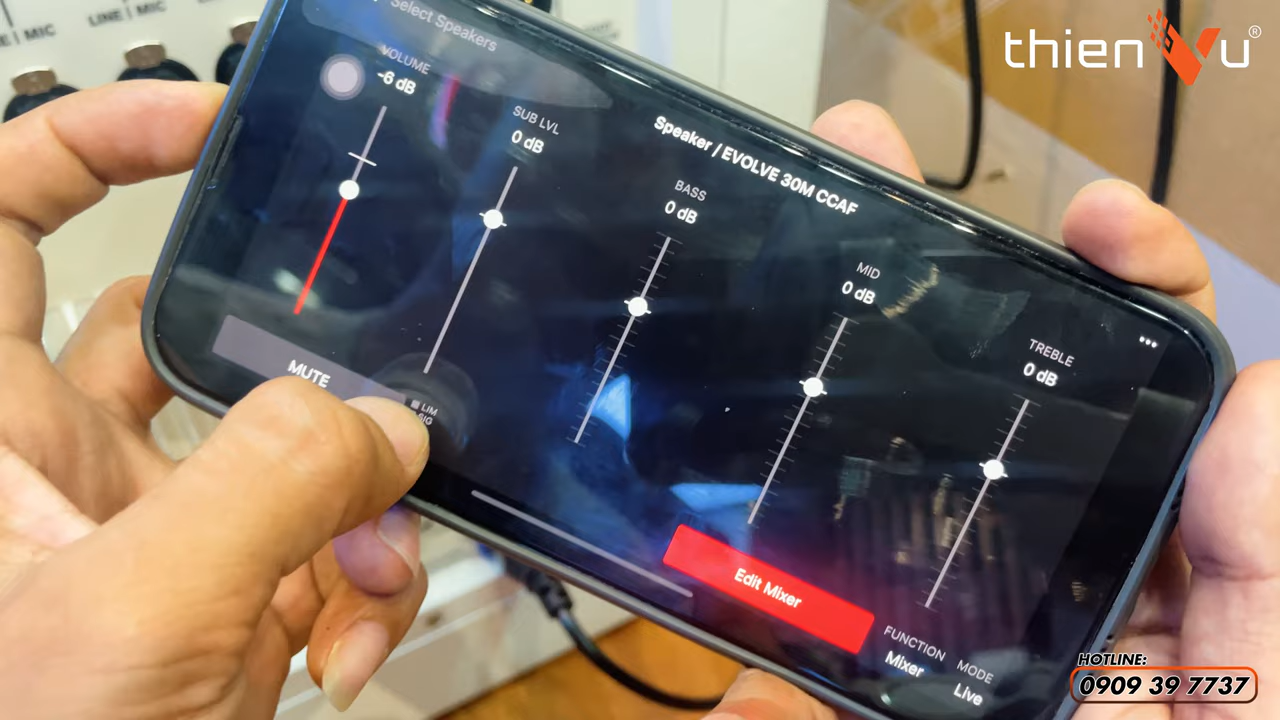 LINE | MIC
E | MIC
thien Vu®
Select Speakers
VOLUME
-6 dB
SUB LVL
0 dB
Speaker / EVOLVE 30M CCAF
BASS
0 dB
MID
0 dB
TREBLE
0 dB
MUTE
LIM
SIG
Edit Mixer
FUNCTION
Mixer
MODE
Live
HOTLINE:
0909 39 7737